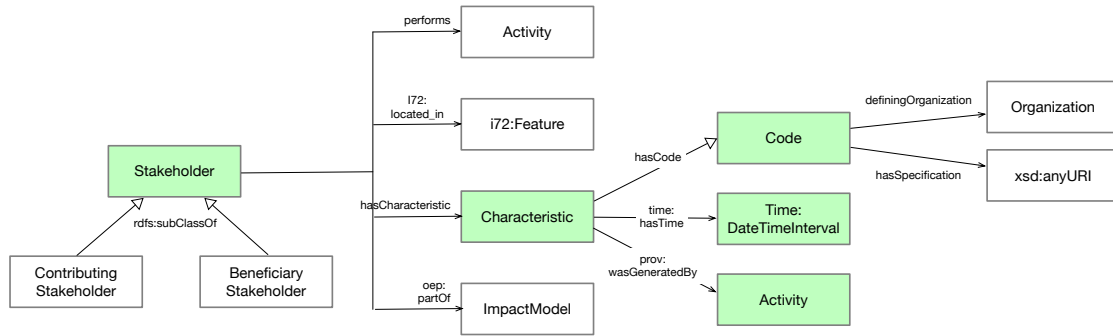 performs
Activity
I72:
located_in
i72:Feature
definingOrganization
Organization
Code
hasCode
hasSpecification
xsd:anyURI
Stakeholder
hasCharacteristic
Characteristic
time:
hasTime
Time:
DateTimeInterval
rdfs:subClassOf
prov:
wasGeneratedBy
Contributing
Stakeholder
Beneficiary
Stakeholder
oep:
partOf
ImpactModel
Activity